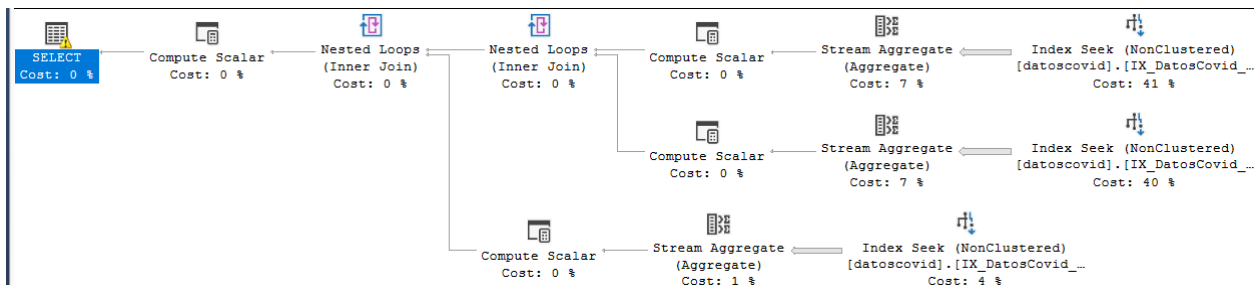 SELECT
Cost: 0 %
Compute Scalar
Cost: 0 %
Nested Loops
(Inner Join)
Cost: 0 %
Nested Loops
(Inner Join)
Cost: 0 %
Compute Scalar
Cost: 0 %
Stream Aggregate
(Aggregate)
Cost: 7 %
Index Seek (NonClustered)
[datoscovid].[IX_DatosCovid_…
Cost: 41 %
Compute Scalar
Cost: 0 %
Stream Aggregate
(Aggregate)
Cost: 7 %
Index Seek (NonClustered)
[datoscovid].[IX_DatosCovid_…
Cost: 40 %
Compute Scalar
Cost: 0 %
Stream Aggregate
(Aggregate)
Cost: 1 %
Index Seek (NonClustered)
[datoscovid].[IX_DatosCovid_…
Cost: 4 %